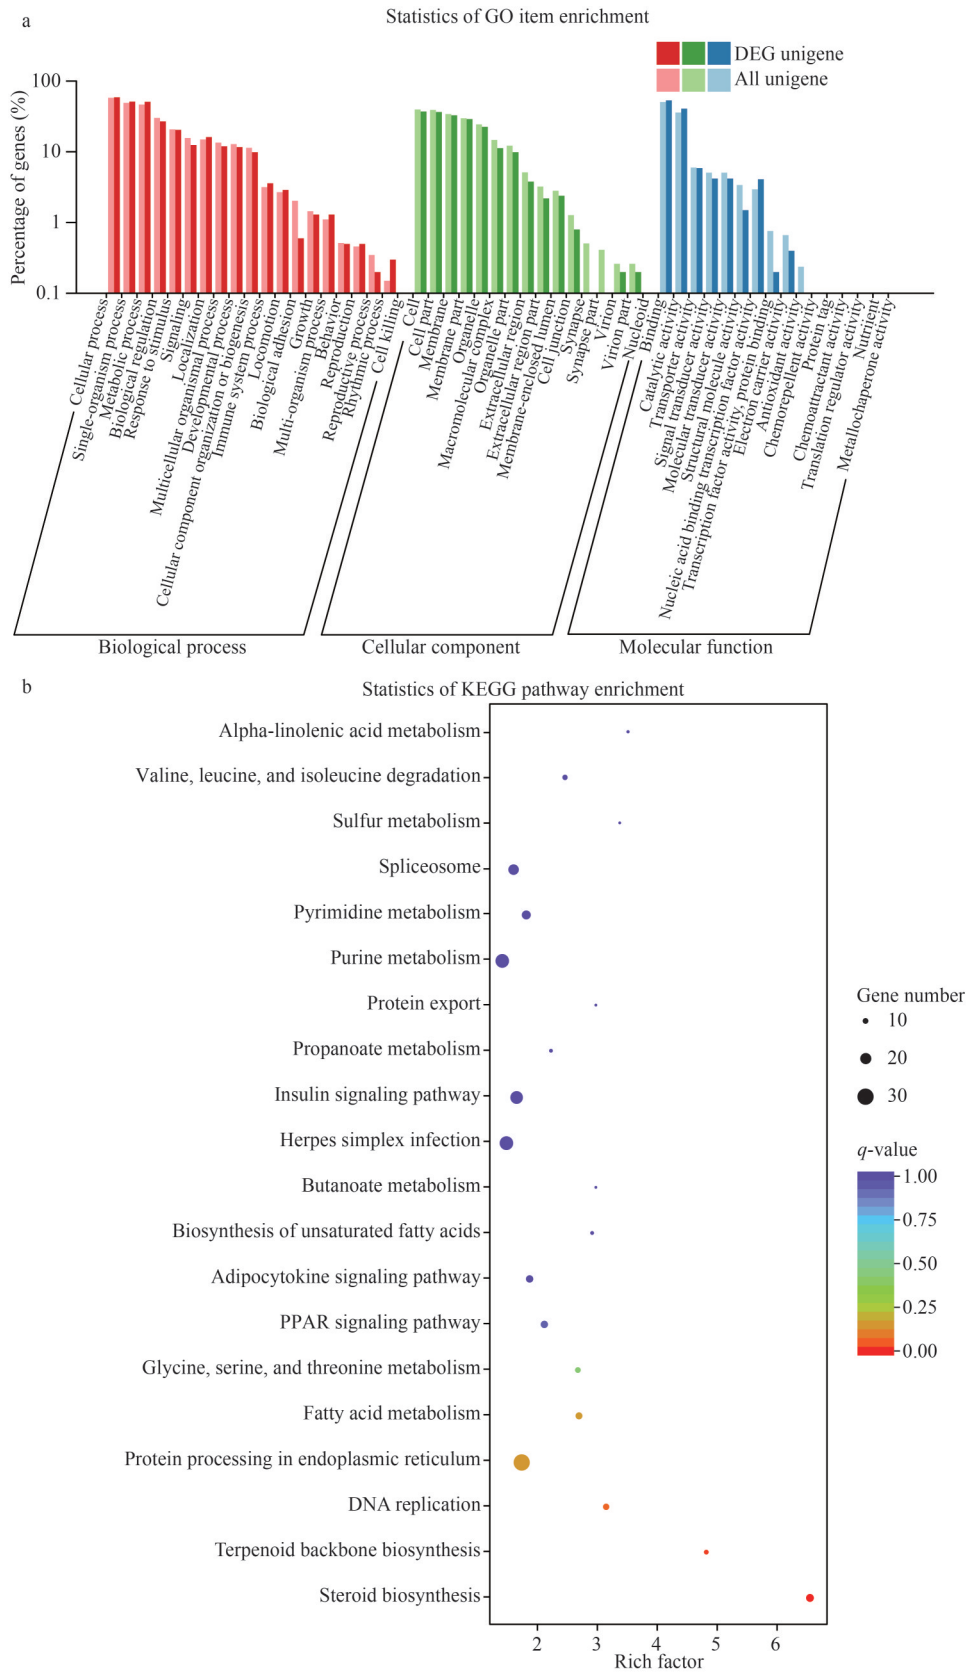 a
Statistics of GO item enrichment
DEG unigene
All unigene
Percentage of genes (%)
100
10
1
0.1
Cellular process
Single-organism process
Metabolic process
Biological regulation
Response to stimulus
Signaling
Localization
Multicellular organismal process
Developmental process
Cellular component organization or biogenesis
Immune system process
Locomotion
Biological adhesion
Growth
Multi-organism process
Behavior
Reproduction
Reproductive process
Rhythmic process
Cell killing
Cell
Cell part
Membrane
Membrane part
Organelle
Macromolecular complex
Organelle part
Extracellular region
Extracellular region part
Membrane-enclosed lumen
Cell junction
Synapse
Synapse part
Virion
Virion part
Nucleoid
Binding
Catalytic activity
Transporter activity
Signal transducer activity
Molecular transducer activity
Structural molecule activity
Nucleic acid binding transcription factor activity
Transcription factor activity, protein binding
Electron carrier activity
Antioxidant activity
Chemorepellent activity
Protein tag
Chemoattractant activity
Translation regulator activity
Nutrient
Metallochaperone activity
Biological process
Cellular component
Molecular function
b
Statistics of KEGG pathway enrichment
Alpha-linolenic acid metabolism
Valine, leucine, and isoleucine degradation
Sulfur metabolism
Spliceosome
Pyrimidine metabolism
Purine metabolism
Protein export
Propanoate metabolism
Insulin signaling pathway
Herpes simplex infection
Butanoate metabolism
Biosynthesis of unsaturated fatty acids
Adipocytokine signaling pathway
PPAR signaling pathway
Glycine, serine, and threonine metabolism
Fatty acid metabolism
Protein processing in endoplasmic reticulum
DNA replication
Terpenoid backbone biosynthesis
Steroid biosynthesis
2 3 4 5 6
Rich factor
Gene number
10
20
30
q-value
1.00
0.75
0.50
0.25
0.00